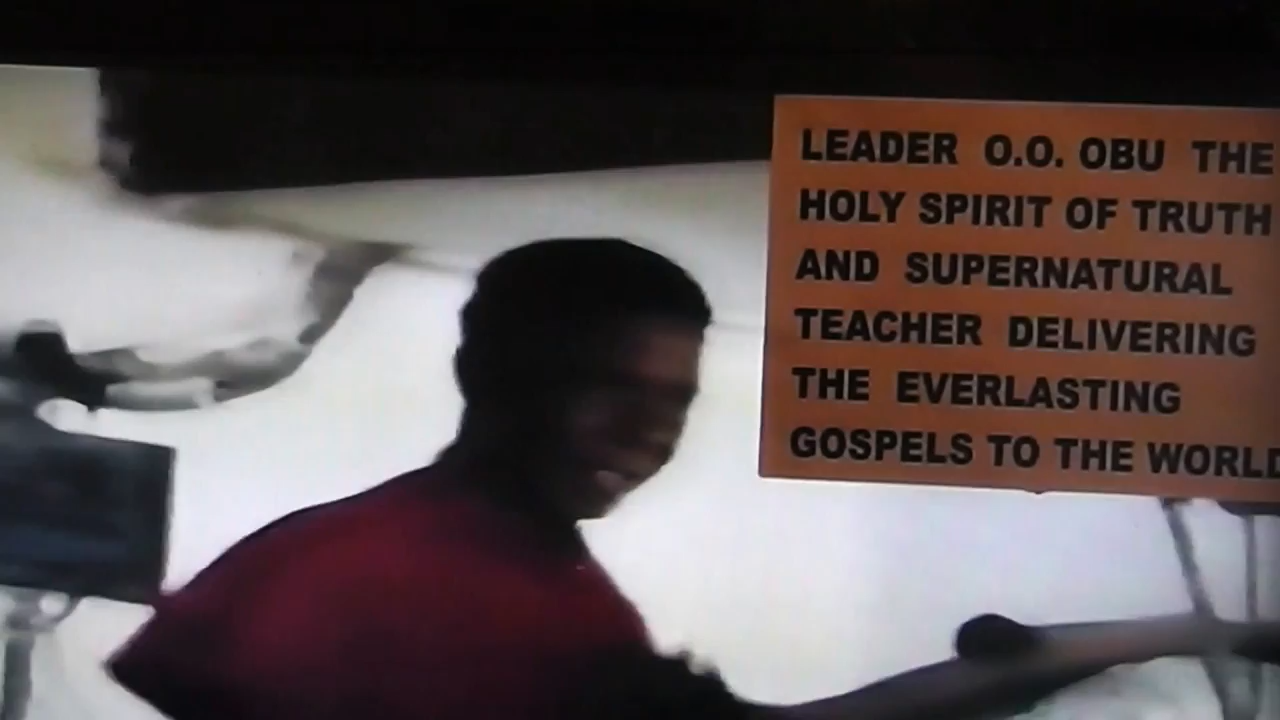 LEADER O.O. OBU THE
HOLY SPIRIT OF TRUTH
AND SUPERNATURAL
TEACHER DELIVERING
THE EVERLASTING
GOSPELS TO THE WORLD